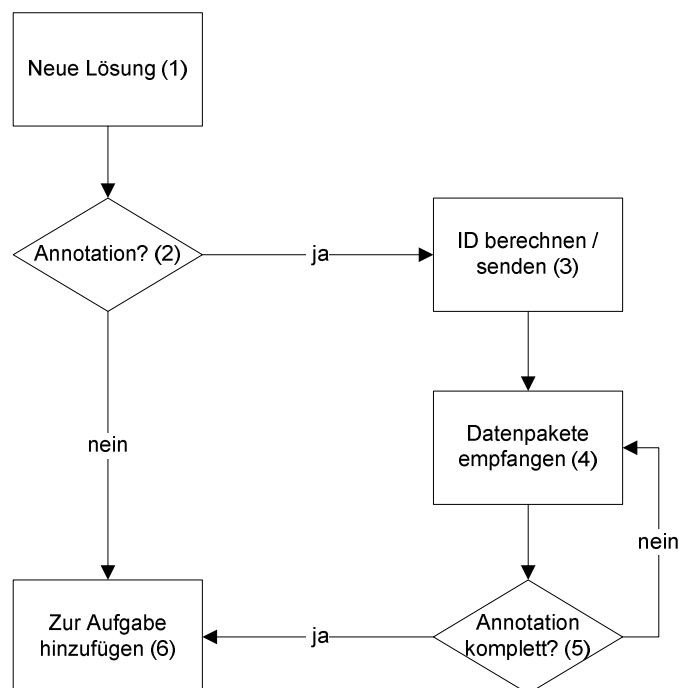 Neue Lösung (1)
Annotation? (2)
ja
ID berechnen /
senden (3)
nein
Datenpakete
empfangen (4)
nein
Zur Aufgabe
hinzufügen (6)
ja
Annotation
komplett? (5)